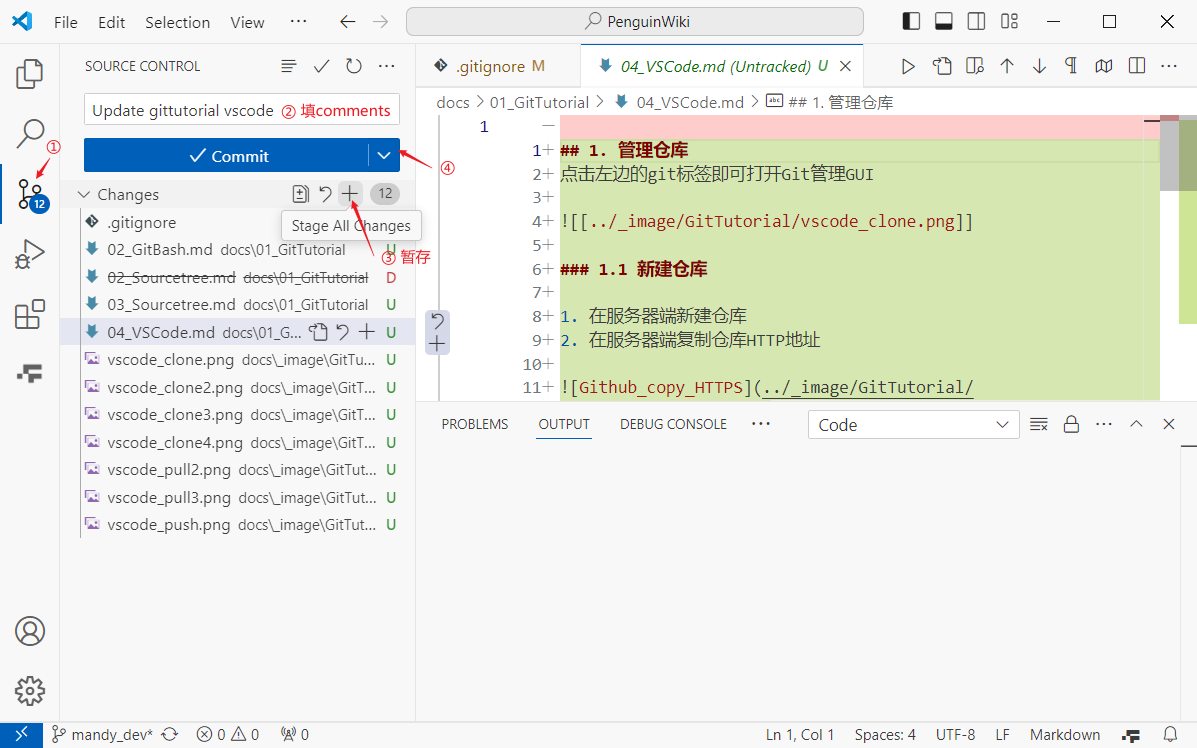 File Edit Selection View ··· PenguinWiki
SOURCE CONTROL
Update gittutorial vscode ② 填comments
①
Commit
④
Changes 12
Stage All Changes
③ 暂存
.gitignore
02_GitBash.md docs\01_GitTutorial U
02_Sourcetree.md docs\01_GitTutorial D
03_Sourcetree.md docs\01_GitTutorial U
04_VSCode.md docs\01_G... U
vscode_clone.png docs\_image\GitTu... U
vscode_clone2.png docs\_image\GitT... U
vscode_clone3.png docs\_image\GitT... U
vscode_clone4.png docs\_image\GitT... U
vscode_pull2.png docs\_image\GitTut... U
vscode_pull3.png docs\_image\GitTut... U
vscode_push.png docs\_image\GitTut... U
12
.gitignore M
04_VSCode.md (Untracked) U
docs > 01_GitTutorial > 04_VSCode.md > abc ## 1. 管理仓库
1 —
1+ ## 1. 管理仓库
2+ 点击左边的git标签即可打开Git管理GUI
3+
4+ ![[../_image/GitTutorial/vscode_clone.png]]
5+
6+ ### 1.1 新建仓库
7+
8+ 1. 在服务器端新建仓库
9+ 2. 在服务器端复制仓库HTTP地址
10+
11+ ![Github_copy_HTTPS](../_image/GitTutorial/
PROBLEMS OUTPUT DEBUG CONSOLE ··· Code
mandy_dev* 0 0 0 Ln 1, Col 1 Spaces: 4 UTF-8 LF Markdown